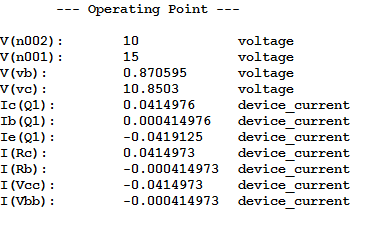 --- Operating Point ---
V(n002): 10 voltage
V(n001): 15 voltage
V(vb): 0.870595 voltage
V(vc): 10.8503 voltage
Ic(Q1): 0.0414976 device_current
Ib(Q1): 0.000414976 device_current
Ie(Q1): -0.0419125 device_current
I(Rc): 0.0414973 device_current
I(Rb): -0.000414973 device_current
I(Vcc): -0.0414973 device_current
I(Vbb): -0.000414973 device_current